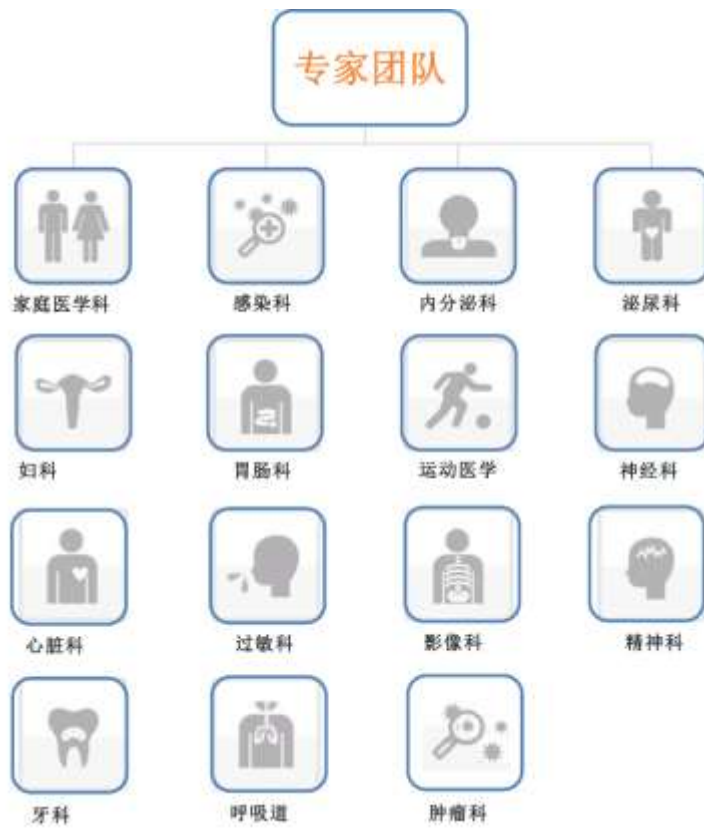 专家团队
家庭医学科
感染科
内分泌科
泌尿科
妇科
胃肠科
运动医学
神经科
心脏科
过敏科
影像科
精神科
牙科
呼吸道
肿瘤科